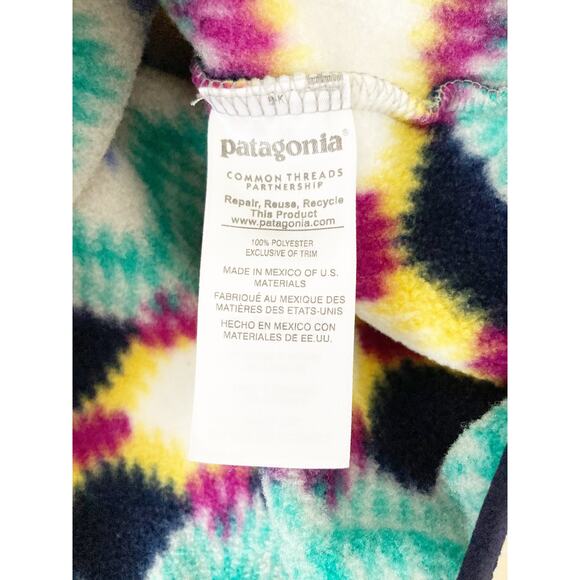 patagonia®
COMMON THREADS
PARTNERSHIP
Repair, Reuse, Recycle
This Product
www.patagonia.com
100% POLYESTER
EXCLUSIVE OF TRIM
MADE IN MEXICO OF U.S.
MATERIALS
FABRIQUÉ AU MEXIQUE DES
MATIÈRES DES ETATS-UNIS
HECHO EN MEXICO CON
MATERIALES DE EE.UU.